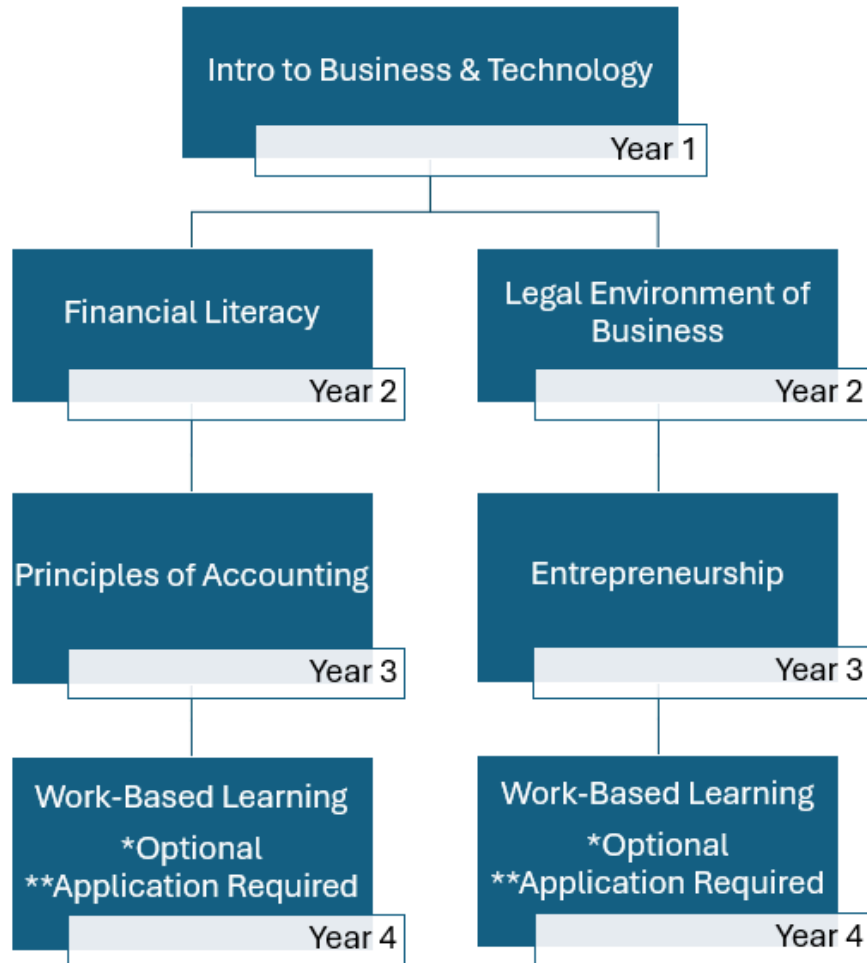 Intro to Business & Technology
Year 1
Financial Literacy
Year 2
Legal Environment of
Business
Year 2
Principles of Accounting
Year 3
Entrepreneurship
Year 3
Work-Based Learning
*Optional
**Application Required
Year 4
Work-Based Learning
*Optional
**Application Required
Year 4